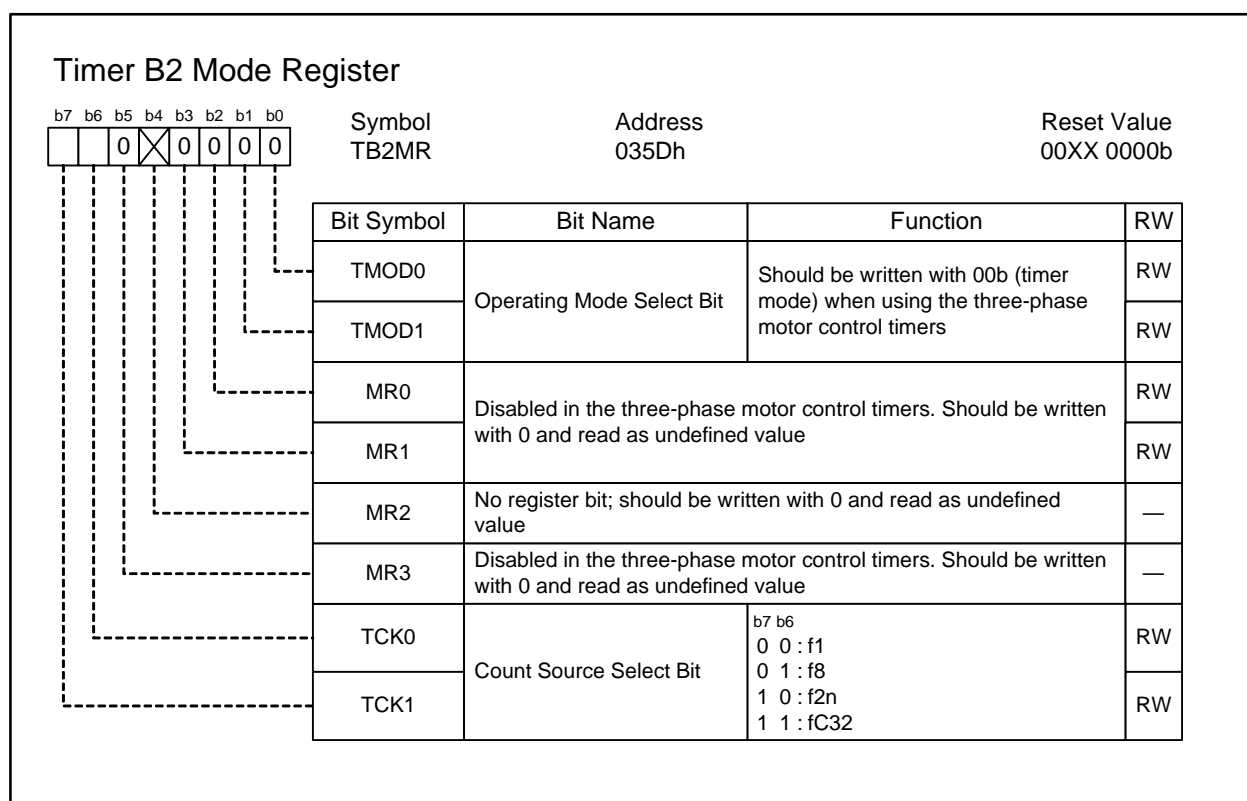 Timer B2 Mode Register
b7 b6 b5 b4 b3 b2 b1 b0
0 0 0 0 0
Symbol Address Reset Value
TB2MR 035Dh 00XX 0000b
Bit Symbol Bit Name Function RW
TMOD0 RW
Operating Mode Select Bit
Should be written with 00b (timer
mode) when using the three-phase
motor control timers
TMOD1 RW
MR0 RW
Disabled in the three-phase motor control timers. Should be written
with 0 and read as undefined value
MR1 RW
MR2
No register bit; should be written with 0 and read as undefined
value
—
MR3
Disabled in the three-phase motor control timers. Should be written
with 0 and read as undefined value
—
TCK0 RW
Count Source Select Bit
b7 b6
0 0 : f1
0 1 : f8
1 0 : f2n
1 1 : fC32
TCK1 RW